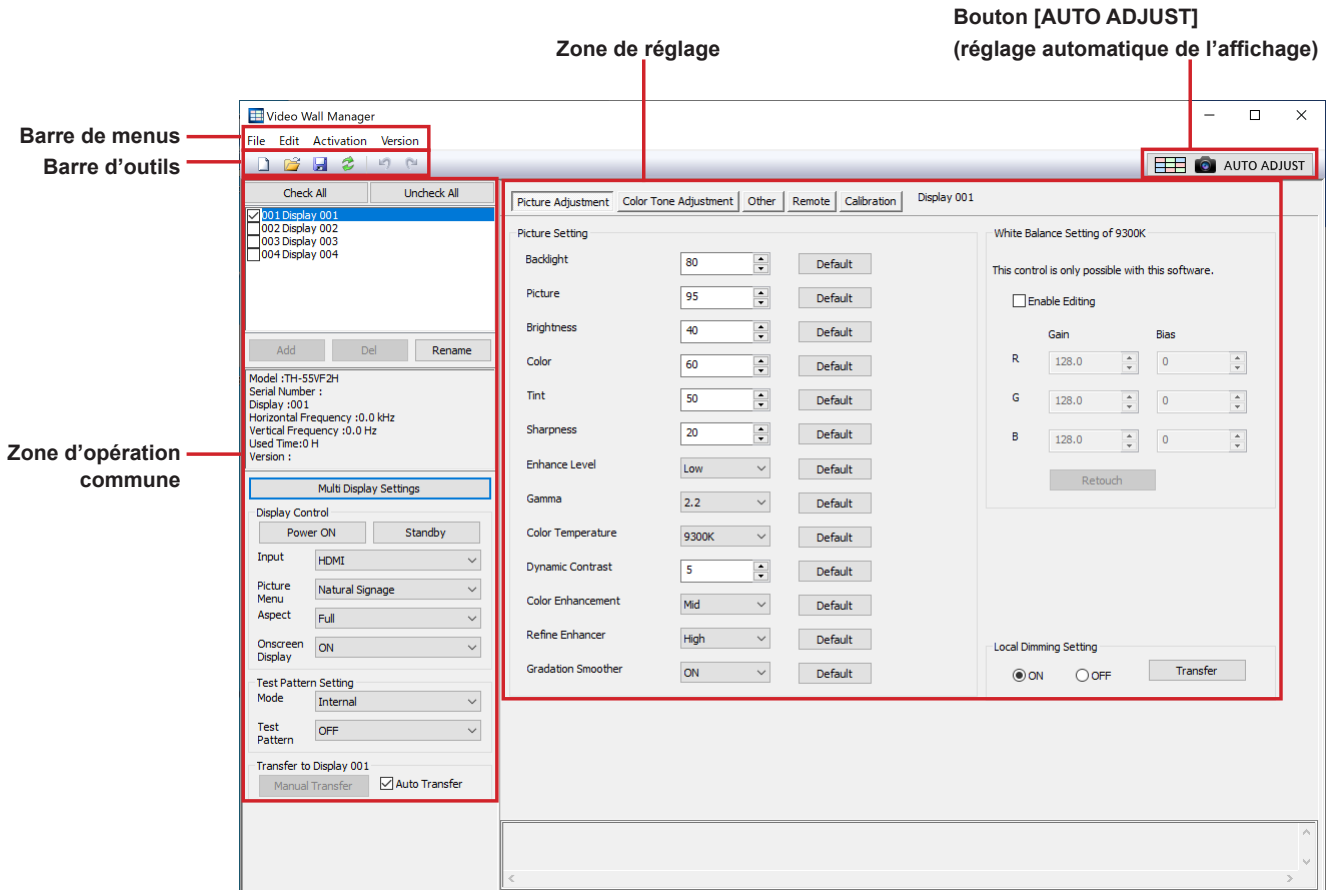 Bouton [AUTO ADJUST]
(réglage automatique de l’affichage)
Zone de réglage
Barre de menus
Barre d’outils
Zone d’opération
commune
Video Wall Manager
File Edit Activation Version
AUTO ADJUST
Check All Uncheck All
001 Display 001
002 Display 002
003 Display 003
004 Display 004
Add Del Rename
Model :TH-55VF2H
Serial Number :
Display :001
Horizontal Frequency :0.0 kHz
Vertical Frequency :0.0 Hz
Used Time:0 H
Version :
Multi Display Settings
Display Control
Power ON Standby
Input HDMI
Picture
Menu Natural Signage
Aspect Full
Onscreen
Display ON
Test Pattern Setting
Mode Internal
Test
Pattern OFF
Transfer to Display 001
Manual Transfer Auto Transfer
Picture Adjustment Color Tone Adjustment Other Remote Calibration Display 001
Picture Setting
Backlight 80 Default
Picture 95 Default
Brightness 40 Default
Color 60 Default
Tint 50 Default
Sharpness 20 Default
Enhance Level Low Default
Gamma 2.2 Default
Color Temperature 9300K Default
Dynamic Contrast 5 Default
Color Enhancement Mid Default
Refine Enhancer High Default
Gradation Smoother ON Default
White Balance Setting of 9300K
This control is only possible with this software.
Enable Editing
Gain Bias
R 128.0 0
G 128.0 0
B 128.0 0
Retouch
Local Dimming Setting
ON OFF Transfer